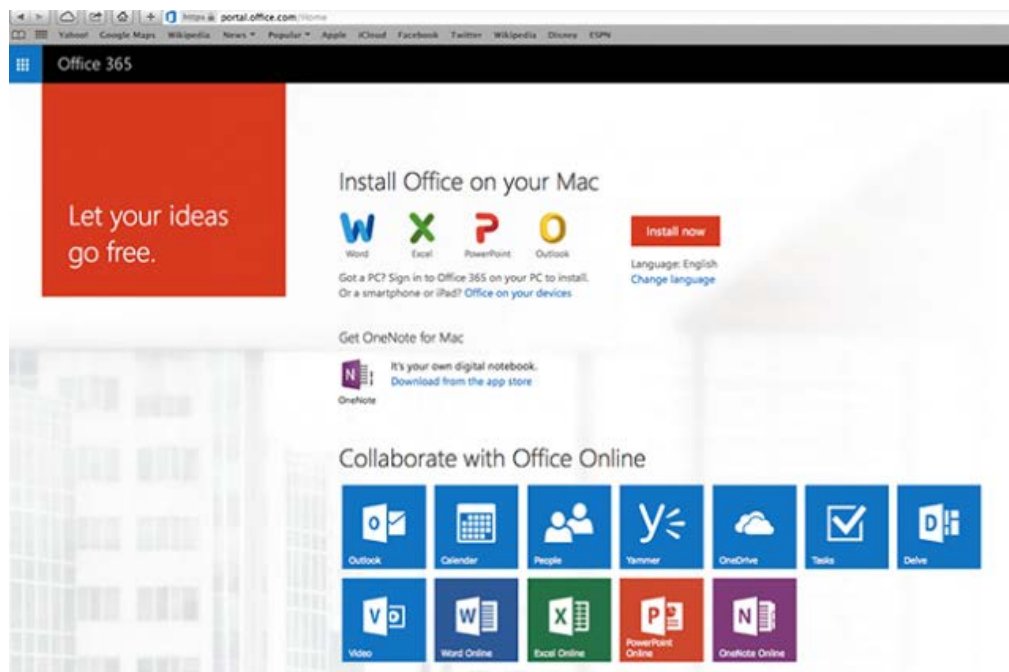 https portal.office.com/Home
Yahoo! Google Maps Wikipedia News Popular Apple iCloud Facebook Twitter Wikipedia Disney ESPN
Office 365
Let your ideas
go free.
Install Office on your Mac
Word Excel PowerPoint Outlook
Install now
Language: English
Change language
Got a PC? Sign in to Office 365 on your PC to install.
Or a smartphone or iPad? Office on your devices
Get OneNote for Mac
It's your own digital notebook.
Download from the app store
OneNote
Collaborate with Office Online
Outlook Calendar People Yammer OneDrive Tasks Delve
Video Word Online Excel Online PowerPoint Online OneNote Online